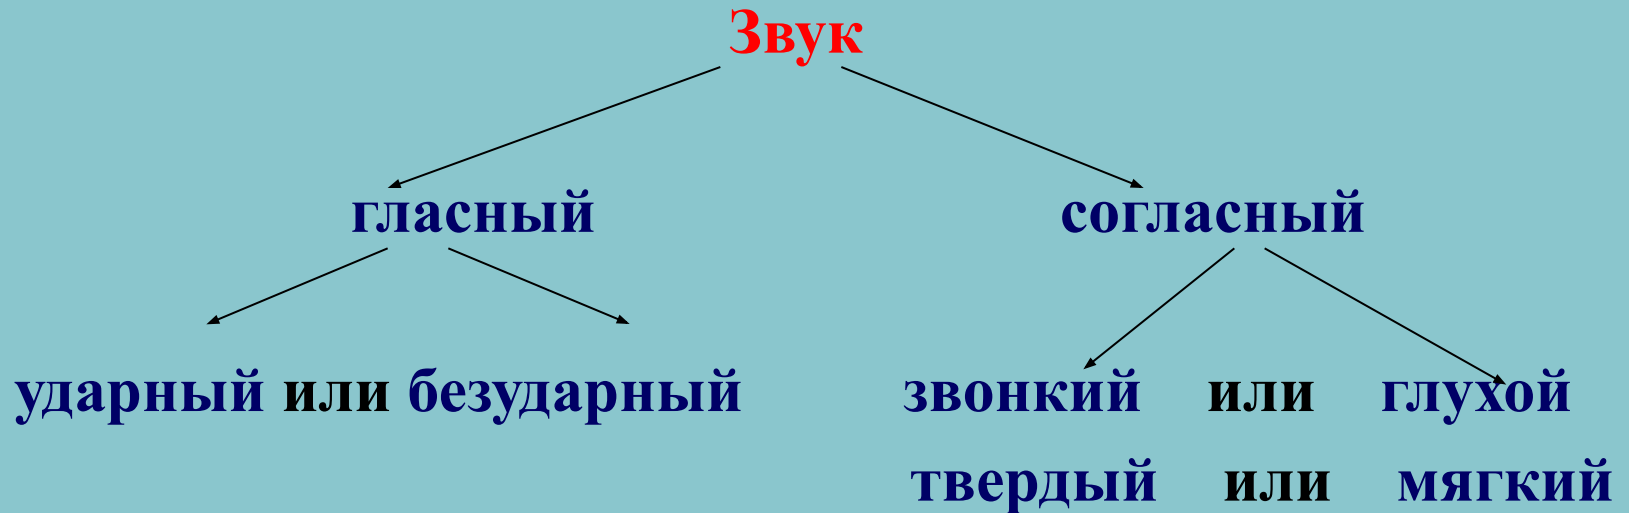 Звук
гласный согласный
ударный или безударный звонкий или глухой
твердый или мягкий